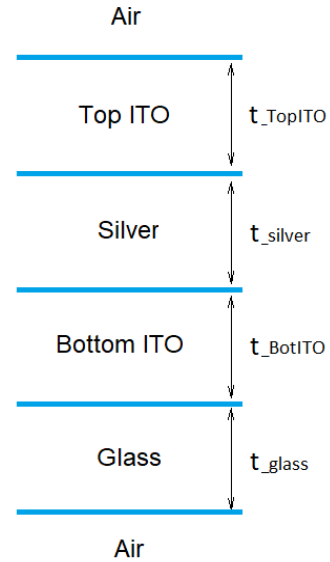 Air
Top ITO
t_TopITO
Silver
t_silver
Bottom ITO
t_BotITO
Glass
t_glass
Air